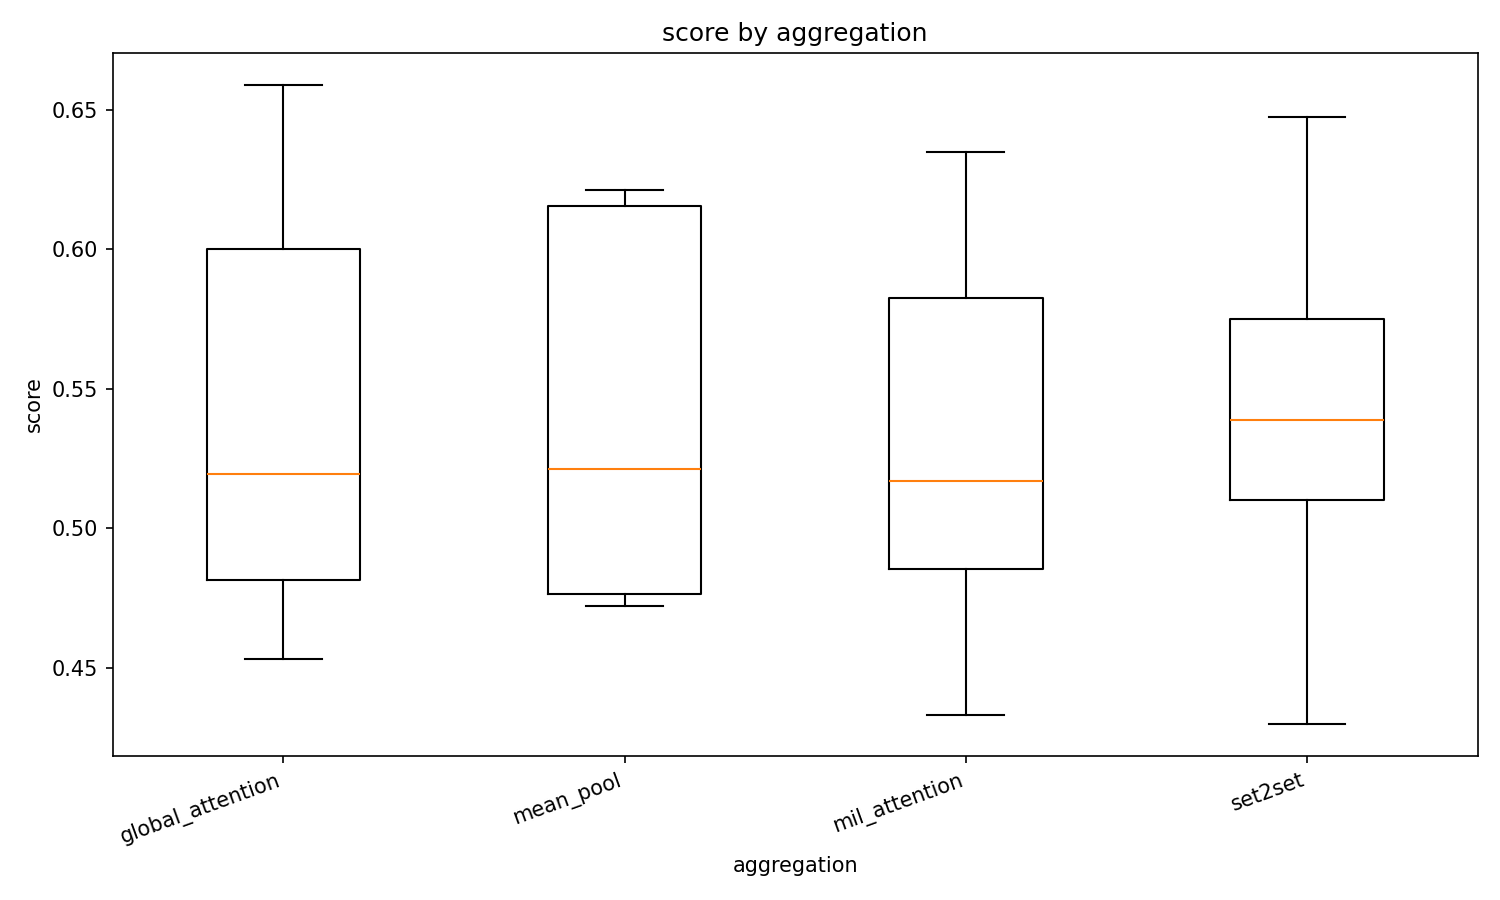 score by aggregation
score
0.65
0.60
0.55
0.50
0.45
global_attention
mean_pool
mil_attention
set2set
aggregation